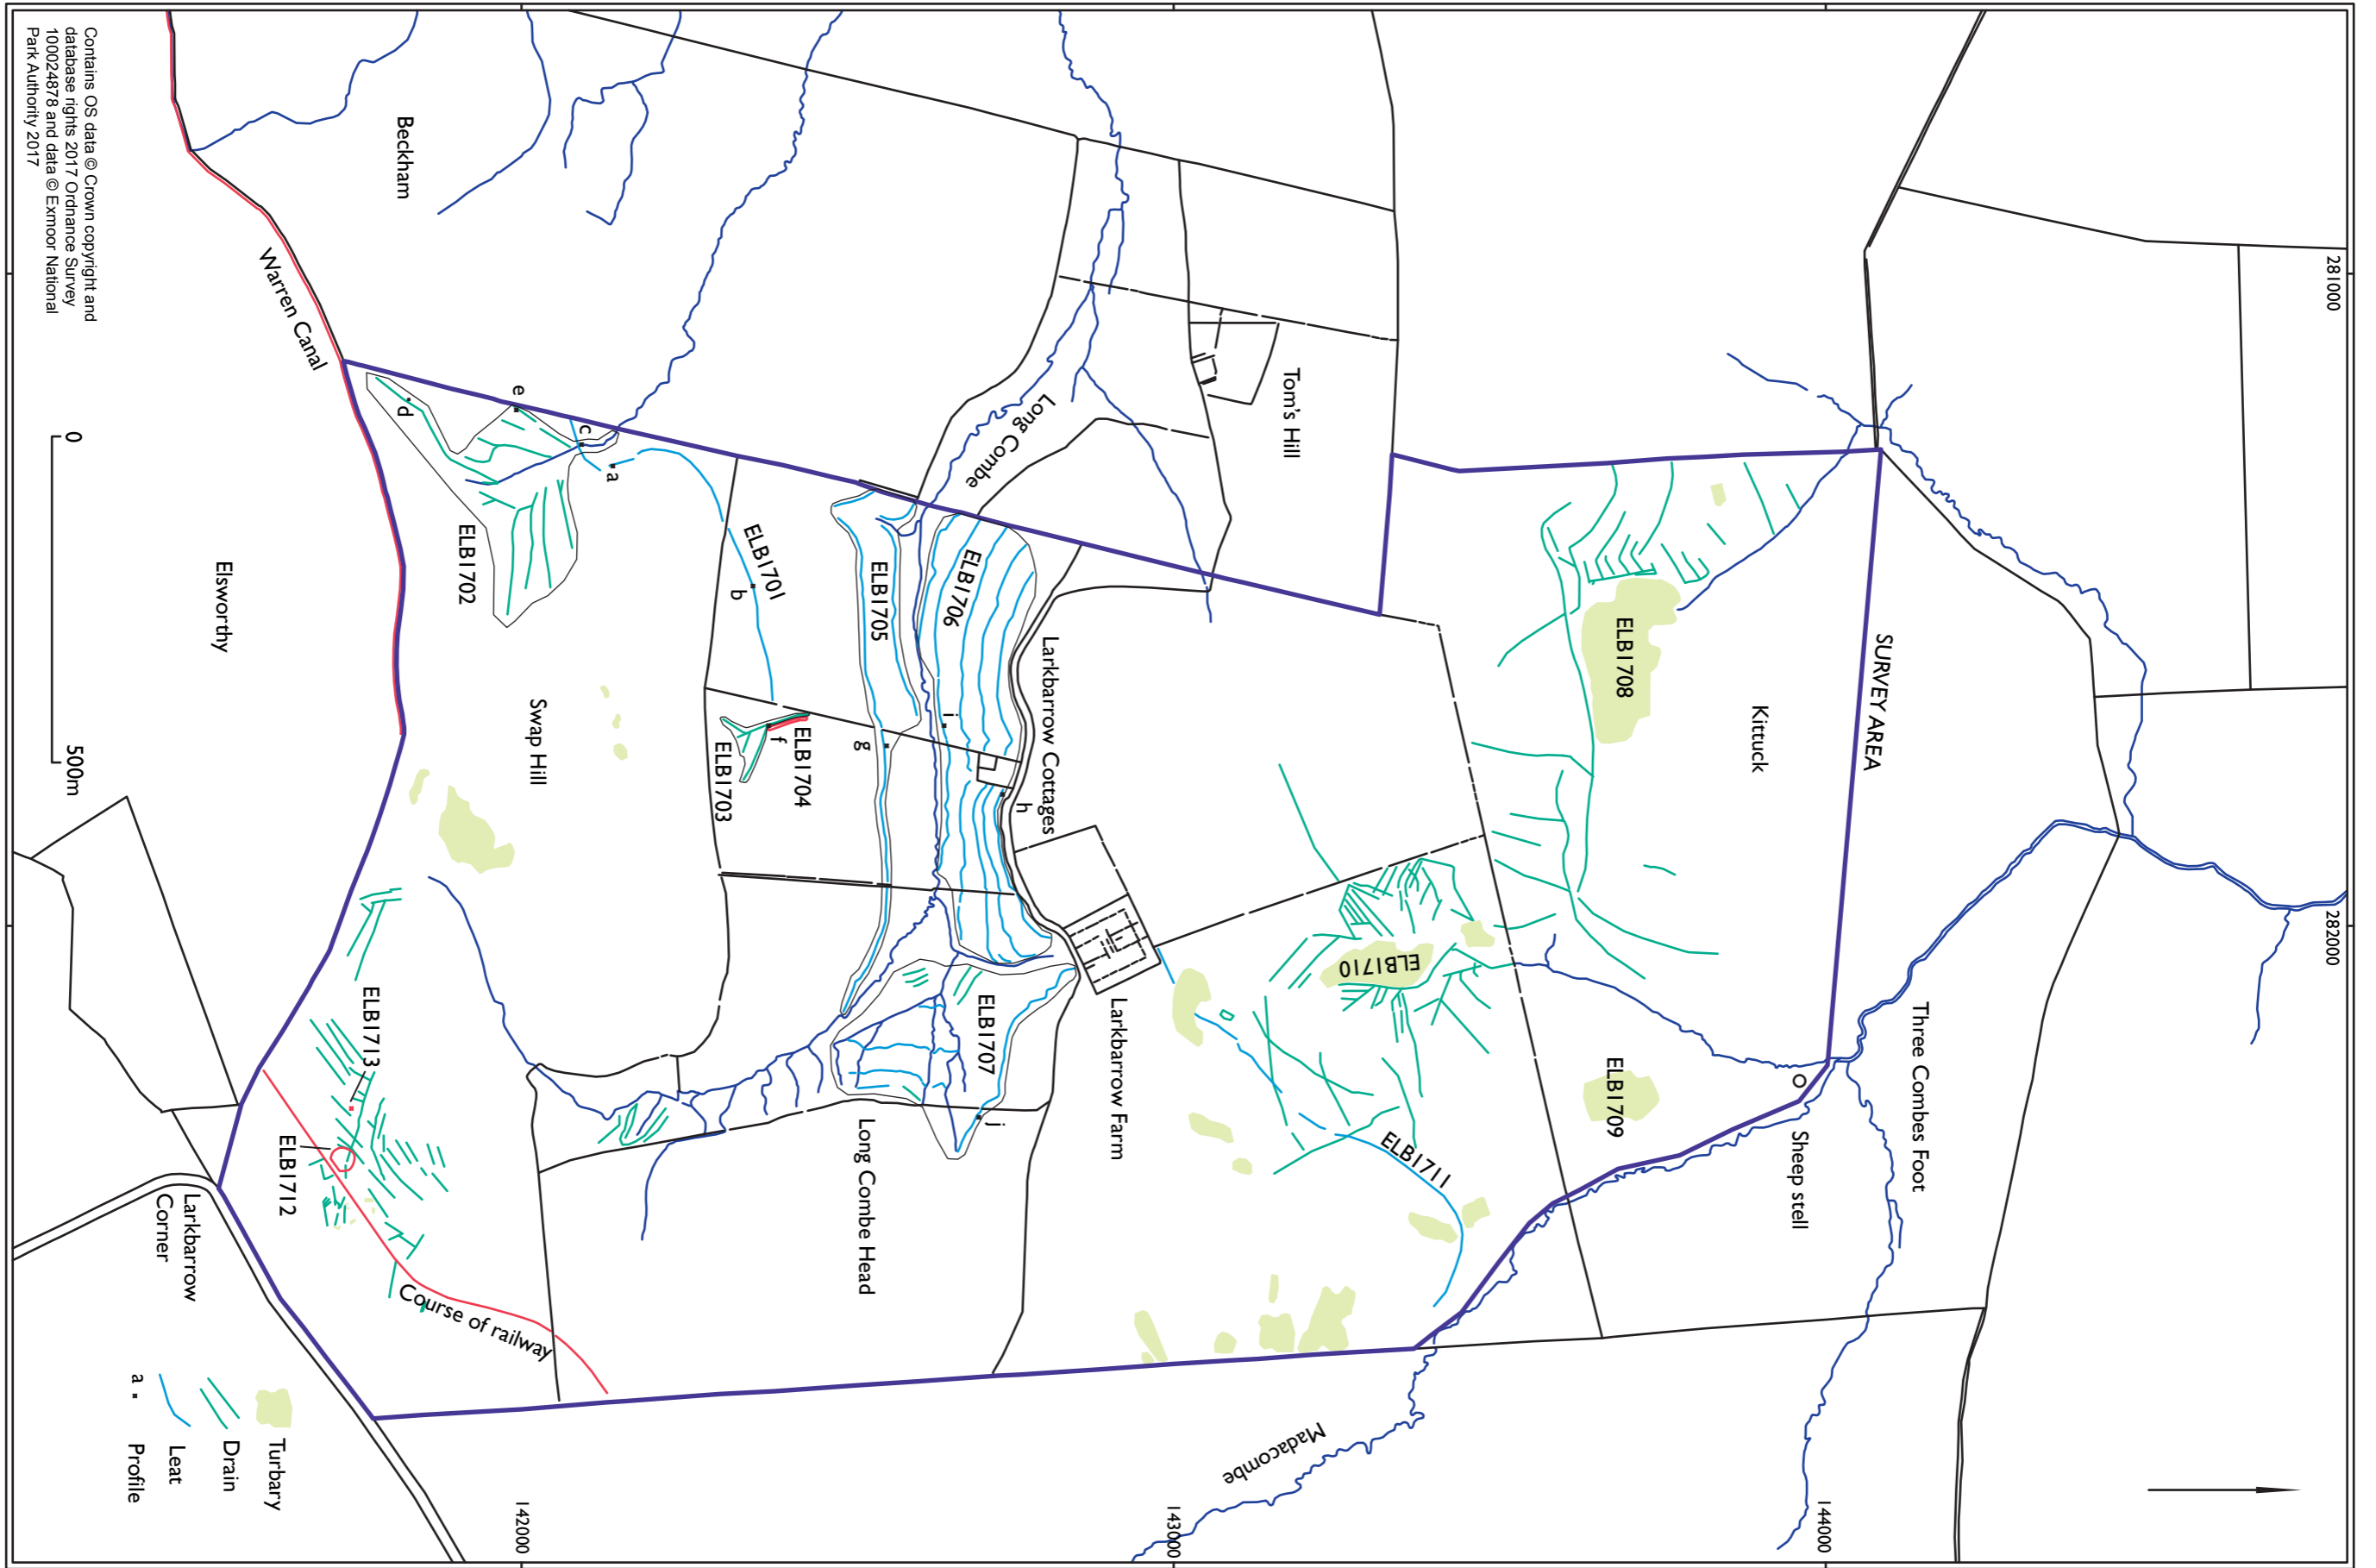 281000
282000
144000
143000
142000
SURVEY AREA
Three Combes Foot
Kittuck
Sheep stell
ELB1708
ELB1709
ELB1710
ELB1711
Tom's Hill
Larkbarrow Farm
Larkbarrow Cottages
Madacombe
Long
Combe
ELB1706
i
h
ELB1707
j
ELB1705
g
Long Combe Head
ELB1701
b
ELB1704
f
ELB1703
a
c
e
d
ELB1702
Swap Hill
Course of railway
Beckham
ELB1713
ELB1712
Warren Canal
Elsworthy
Larkbarrow
Corner
Turbary
Drain
Leat
a Profile
0
500m
Contains OS data © Crown copyright and
database rights 2017 Ordnance Survey
100024878 and data © Exmoor National
Park Authority 2017